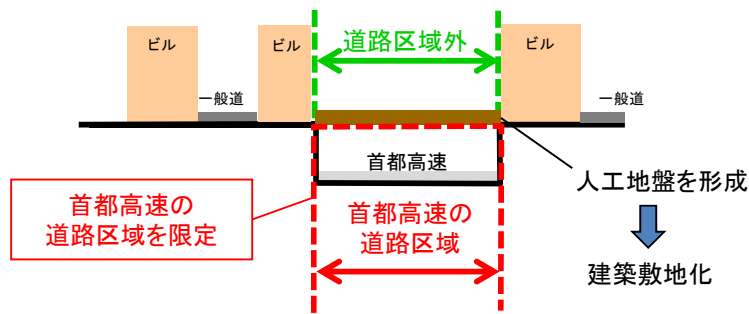 ビル
ビル
道路区域外
ビル
一般道
一般道
首都高速
人工地盤を形成
首都高速の
道路区域を限定
首都高速の
道路区域
建築敷地化